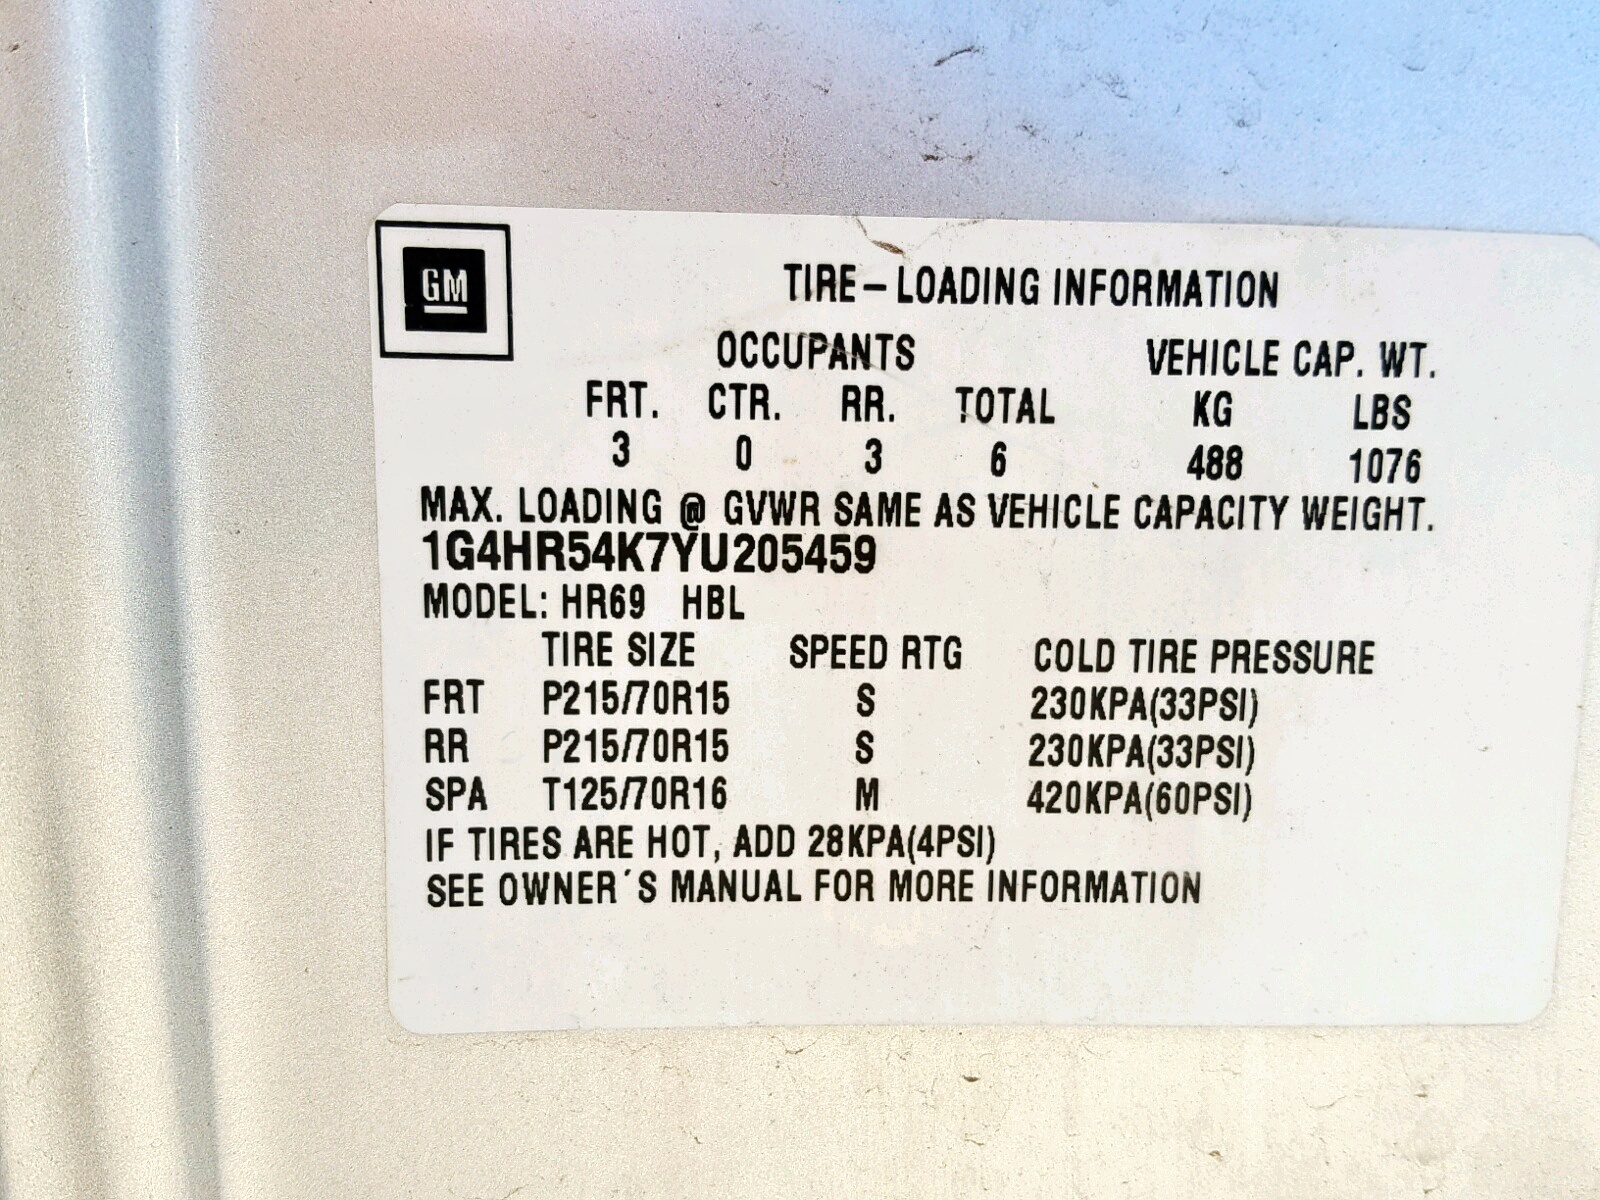 GM
TIRE – LOADING INFORMATION
OCCUPANTS VEHICLE CAP. WT.
FRT. CTR. RR. TOTAL KG LBS
3 0 3 6 488 1076
MAX. LOADING @ GVWR SAME AS VEHICLE CAPACITY WEIGHT.
1G4HR54K7YU205459
MODEL: HR69 HBL
TIRE SIZE SPEED RTG COLD TIRE PRESSURE
FRT P215/70R15 S 230KPA(33PSI)
RR P215/70R15 S 230KPA(33PSI)
SPA T125/70R16 M 420KPA(60PSI)
IF TIRES ARE HOT, ADD 28KPA(4PSI)
SEE OWNER´S MANUAL FOR MORE INFORMATION